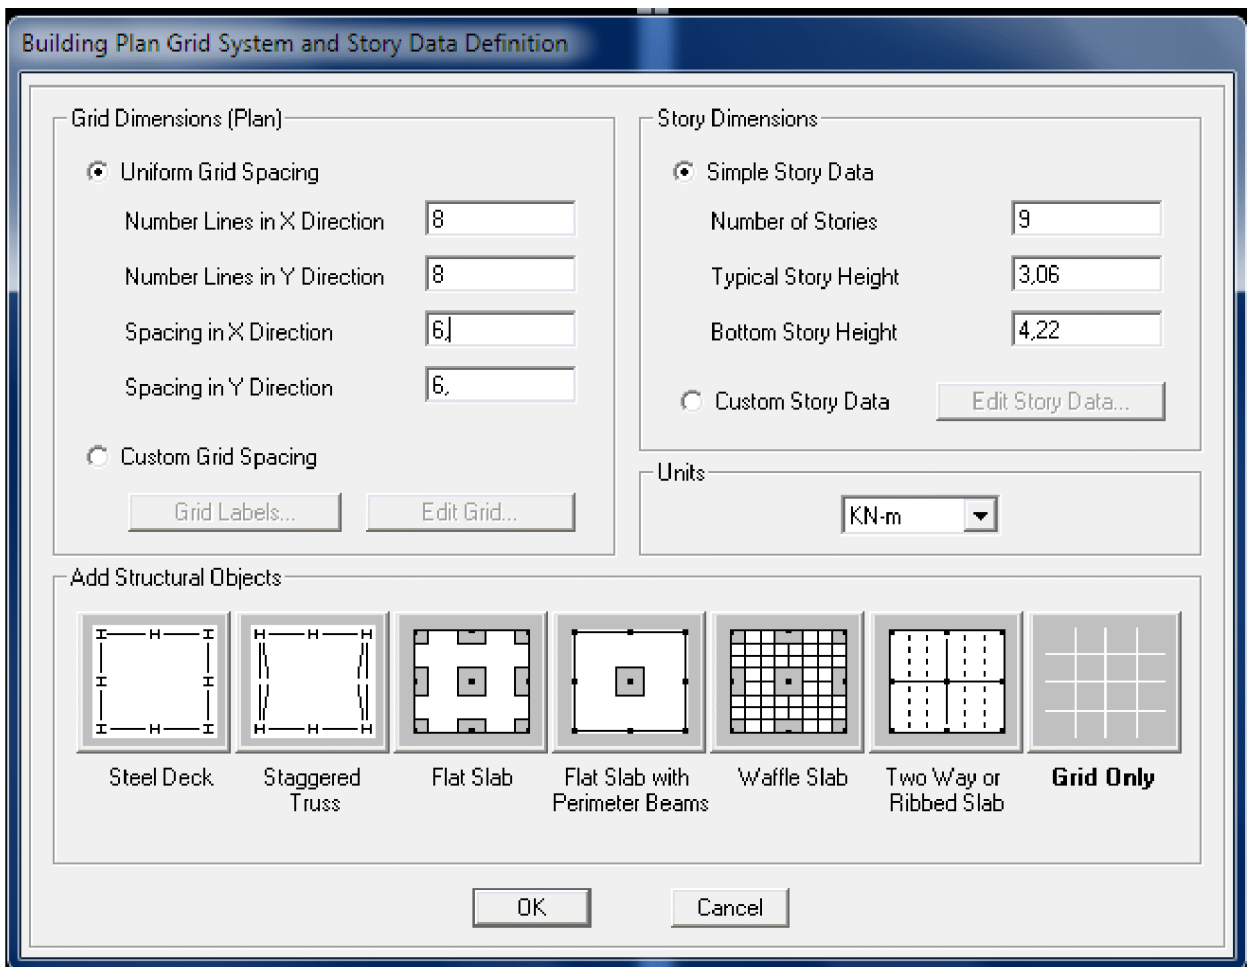 Building Plan Grid System and Story Data Definition
Grid Dimensions (Plan)
Uniform Grid Spacing
Number Lines in X Direction
8
Number Lines in Y Direction
8
Spacing in X Direction
6,
Spacing in Y Direction
6,
Custom Grid Spacing
Grid Labels...
Edit Grid...
Story Dimensions
Simple Story Data
Number of Stories
9
Typical Story Height
3,06
Bottom Story Height
4,22
Custom Story Data
Edit Story Data...
Units
KN-m
Add Structural Objects
Steel Deck
Staggered
Truss
Flat Slab
Flat Slab with
Perimeter Beams
Waffle Slab
Two Way or
Ribbed Slab
Grid Only
OK
Cancel